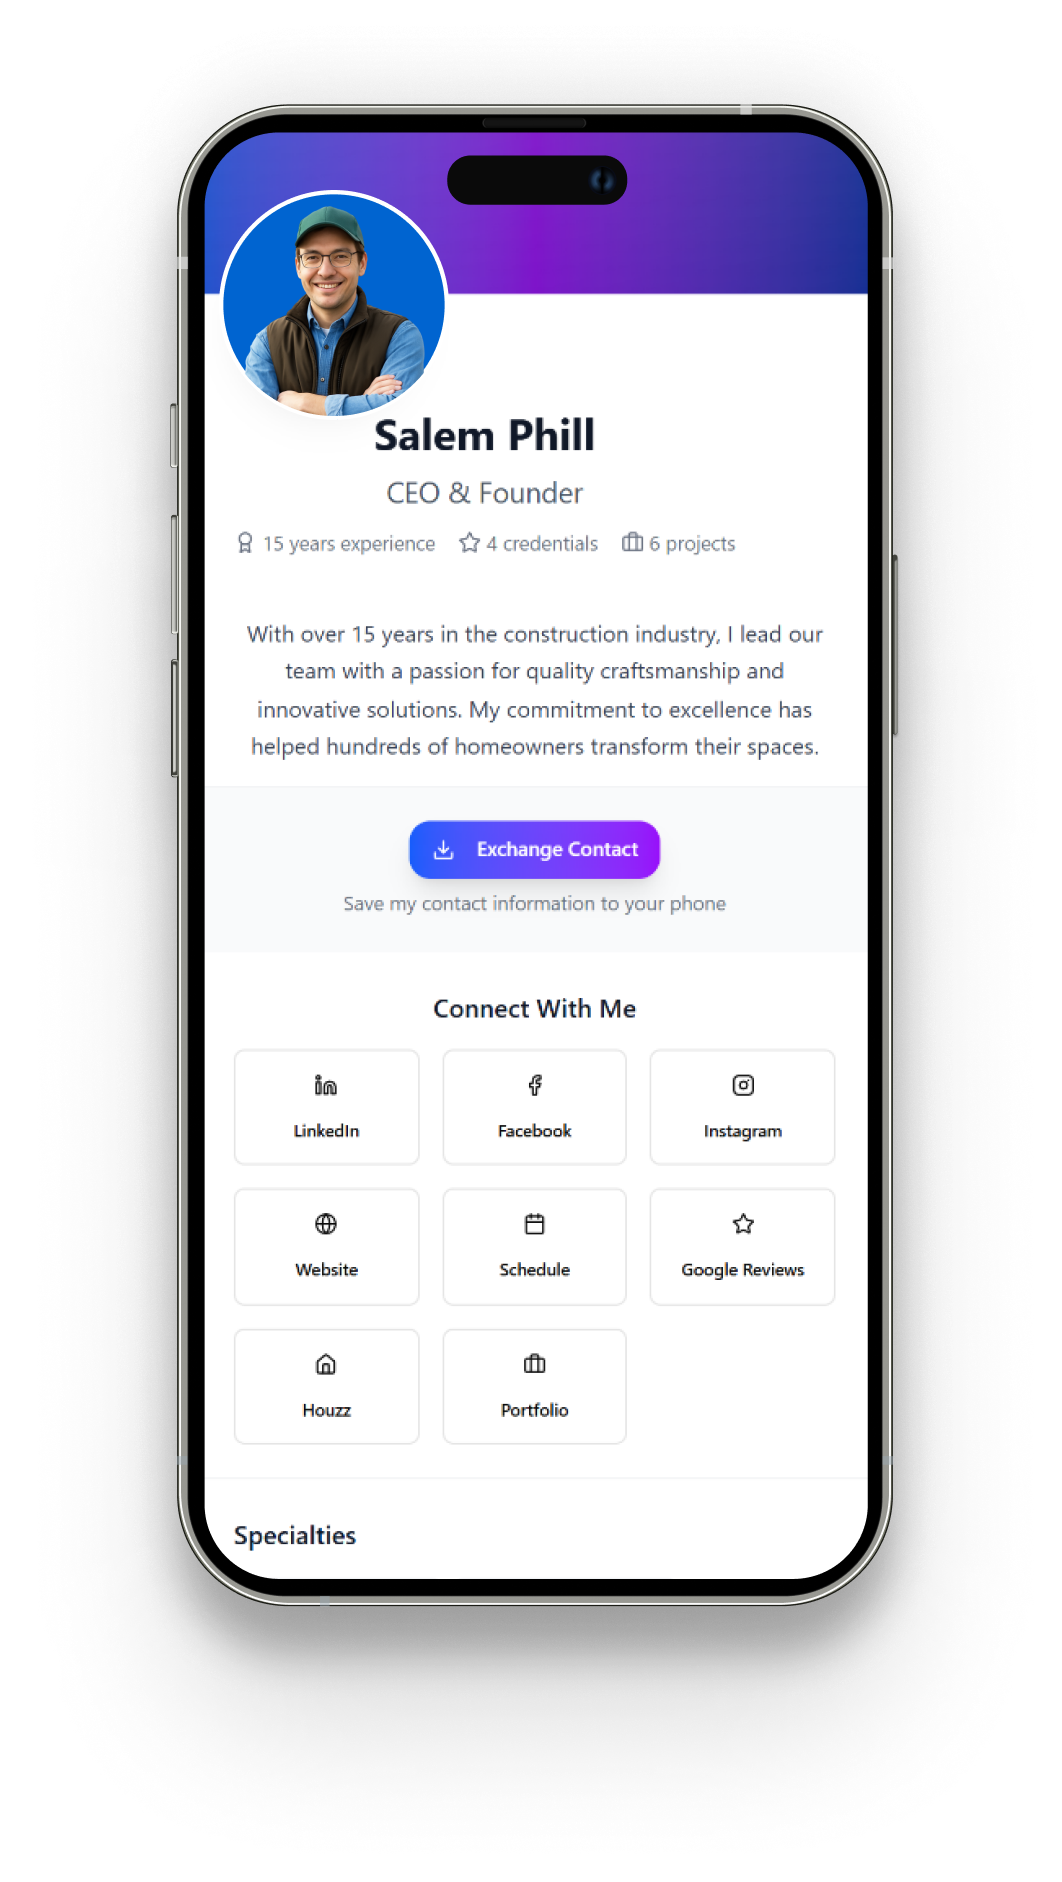 Salem Phill
CEO & Founder
15 years experience 4 credentials 6 projects
With over 15 years in the construction industry, I lead our
team with a passion for quality craftsmanship and
innovative solutions. My commitment to excellence has
helped hundreds of homeowners transform their spaces.
Exchange Contact
Save my contact information to your phone
Connect With Me
LinkedIn Facebook Instagram
Website Schedule Google Reviews
Houzz Portfolio
Specialties